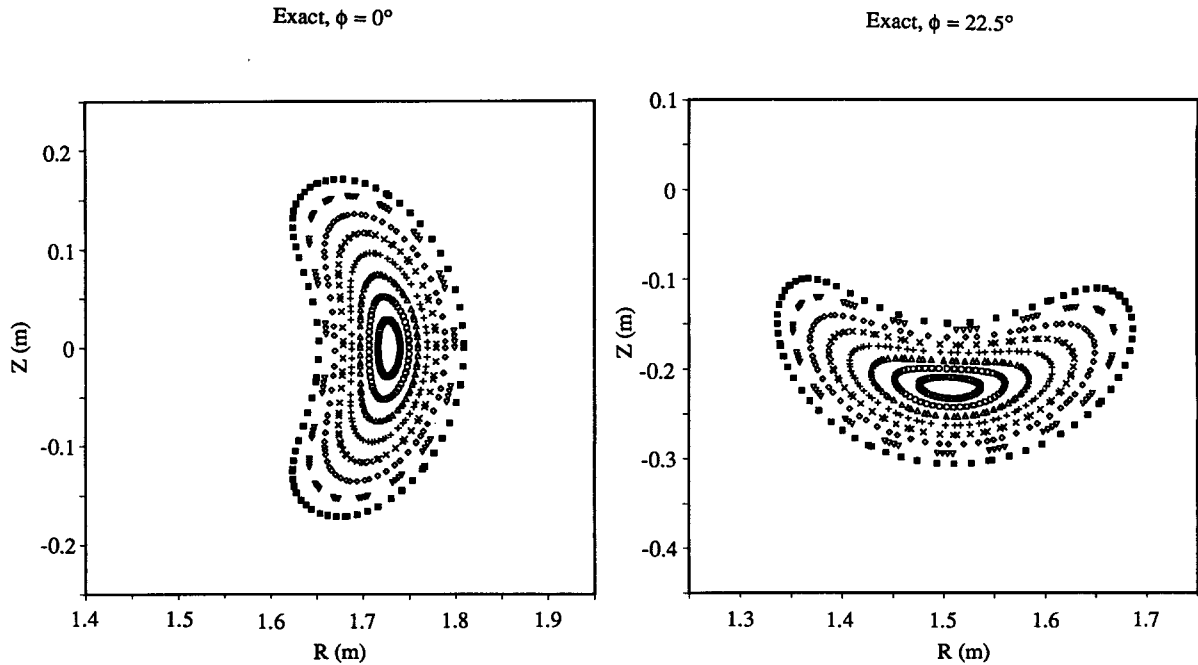 Exact, ϕ = 0°
Exact, ϕ = 22.5°
Z (m)
0.2
0.1
0
-0.1
-0.2
1.4 1.5 1.6 1.7 1.8 1.9
R (m)
Z (m)
0.1
0
-0.1
-0.2
-0.3
-0.4
1.3 1.4 1.5 1.6 1.7
R (m)